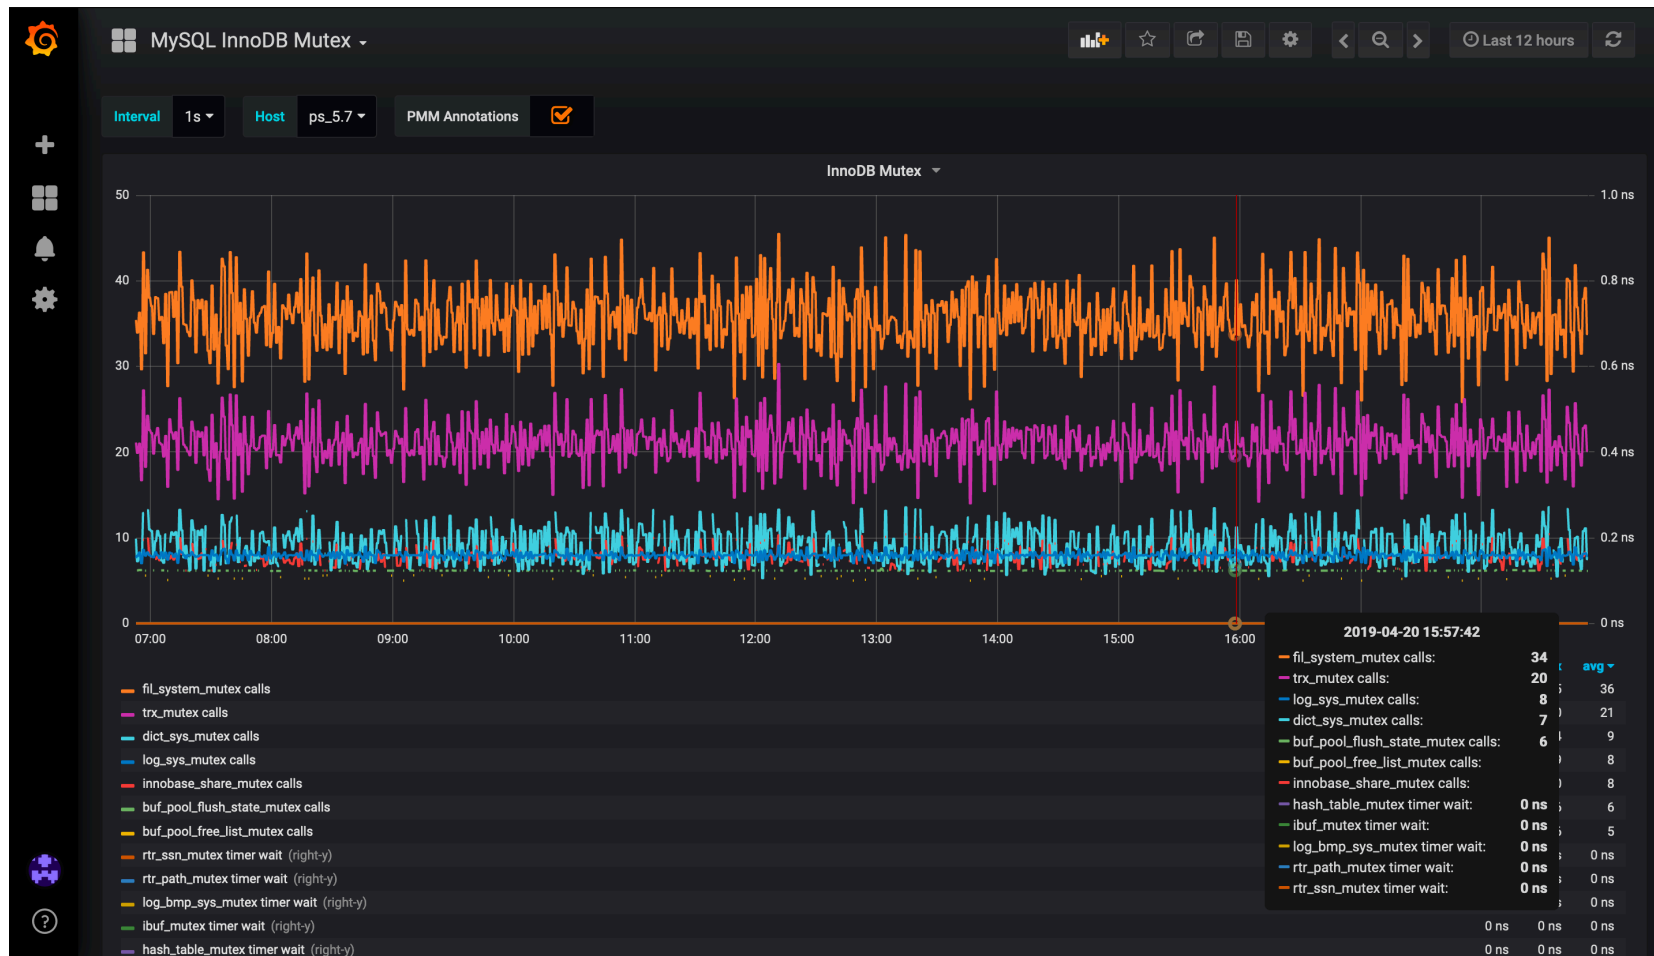 MySQL InnoDB Mutex
Last 12 hours
Interval 1s Host ps_5.7 PMM Annotations
InnoDB Mutex
50 1.0 ns
40 0.8 ns
30 0.6 ns
20 0.4 ns
10 0.2 ns
0 0 ns
07:00 08:00 09:00 10:00 11:00 12:00 13:00 14:00 15:00 16:00
2019-04-20 15:57:42
fil_system_mutex calls: 34
trx_mutex calls: 20
log_sys_mutex calls: 8
dict_sys_mutex calls: 7
buf_pool_flush_state_mutex calls: 6
buf_pool_free_list_mutex calls:
innobase_share_mutex calls:
hash_table_mutex timer wait: 0 ns
ibuf_mutex timer wait: 0 ns
log_bmp_sys_mutex timer wait: 0 ns
rtr_path_mutex timer wait: 0 ns
rtr_ssn_mutex timer wait: 0 ns
avg
fil_system_mutex calls 36
trx_mutex calls 21
dict_sys_mutex calls 9
log_sys_mutex calls 8
innobase_share_mutex calls 8
buf_pool_flush_state_mutex calls 6
buf_pool_free_list_mutex calls 5
rtr_ssn_mutex timer wait (right-y) 0 ns
rtr_path_mutex timer wait (right-y) 0 ns
log_bmp_sys_mutex timer wait (right-y) 0 ns
ibuf_mutex timer wait (right-y) 0 ns 0 ns 0 ns
hash_table_mutex timer wait (right-y) 0 ns 0 ns 0 ns